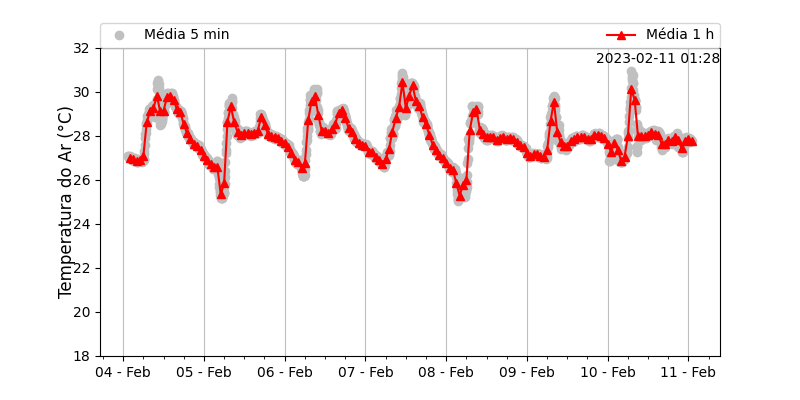 Média 5 min
Média 1 h
2023-02-11 01:28
Temperatura do Ar (°C)
32
30
28
26
24
22
20
18
04 - Feb
05 - Feb
06 - Feb
07 - Feb
08 - Feb
09 - Feb
10 - Feb
11 - Feb